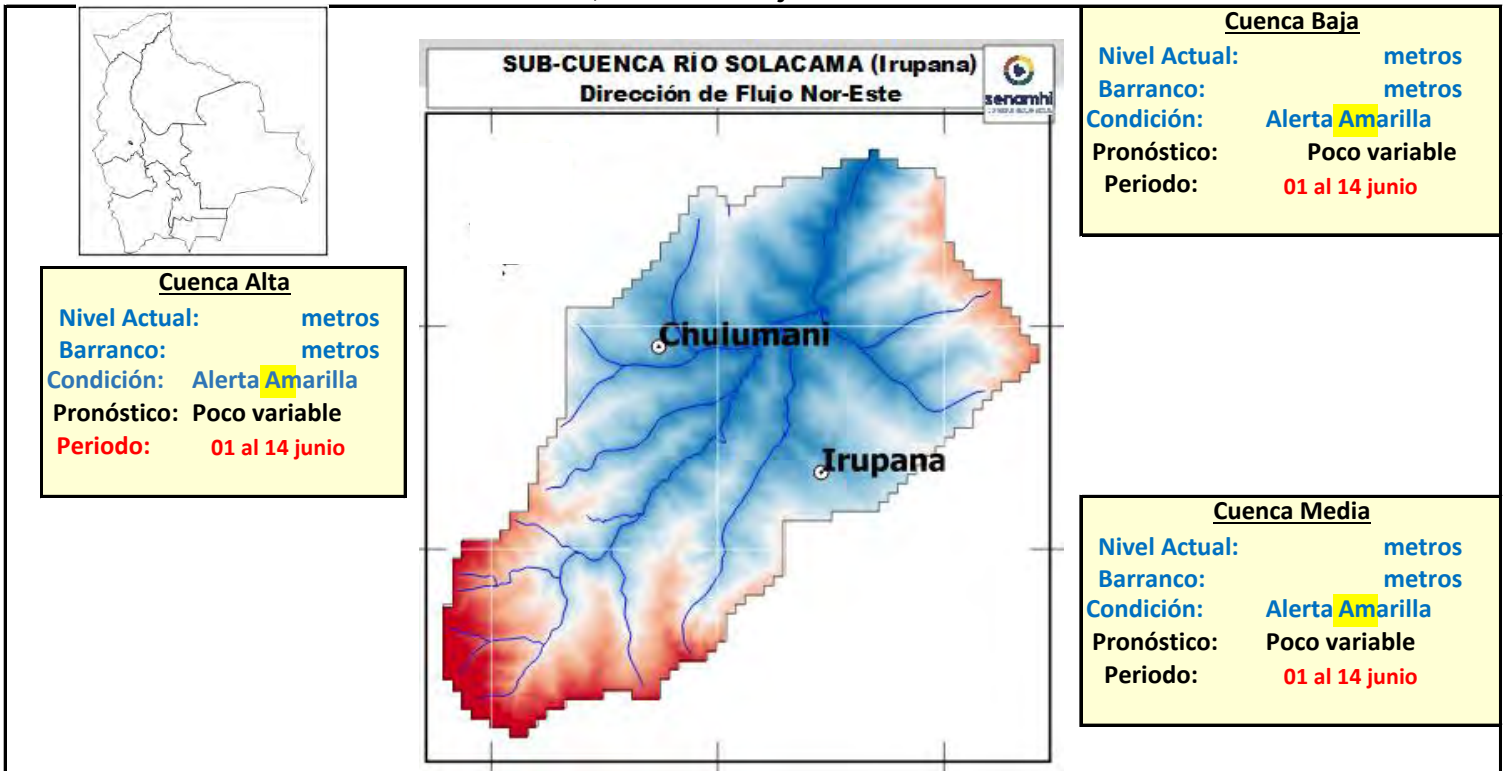 Cuenca Baja
Nivel Actual: metros
Barranco: metros
Condición: Alerta Amarilla
Pronóstico: Poco variable
Periodo: 01 al 14 junio
SUB-CUENCA RÍO SOLACAMA (Irupana)
Dirección de Flujo Nor-Este
senamhi
Cuenca Alta
Nivel Actual: metros
Barranco: metros
Condición: Alerta Amarilla
Pronóstico: Poco variable
Periodo: 01 al 14 junio
Chulumani
Irupana
Cuenca Media
Nivel Actual: metros
Barranco: metros
Condición: Alerta Amarilla
Pronóstico: Poco variable
Periodo: 01 al 14 junio